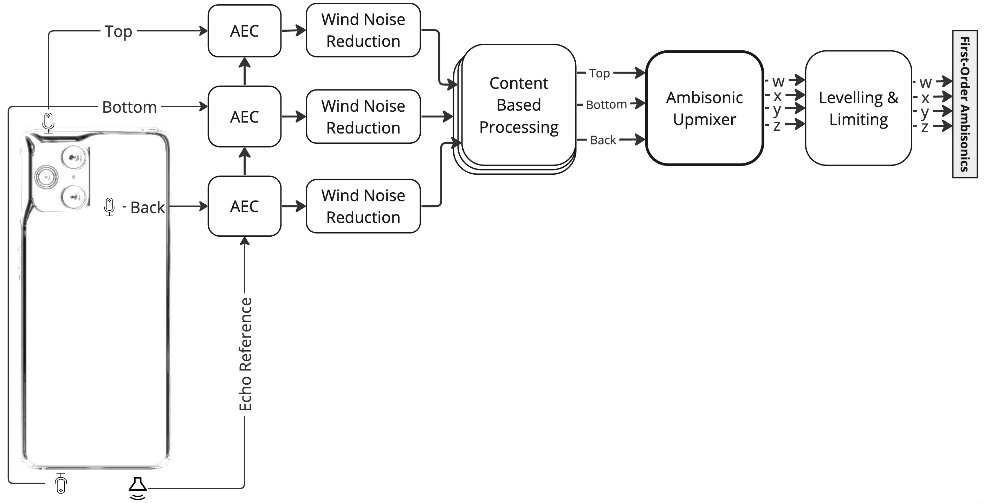 Top
AEC
Wind Noise
Reduction
Bottom
AEC
Wind Noise
Reduction
Back
AEC
Wind Noise
Reduction
Echo Reference
Content
Based
Processing
Top
Bottom
Back
Ambisonic
Upmixer
w
x
y
z
Levelling &
Limiting
w
x
y
z
First-Order Ambisonics